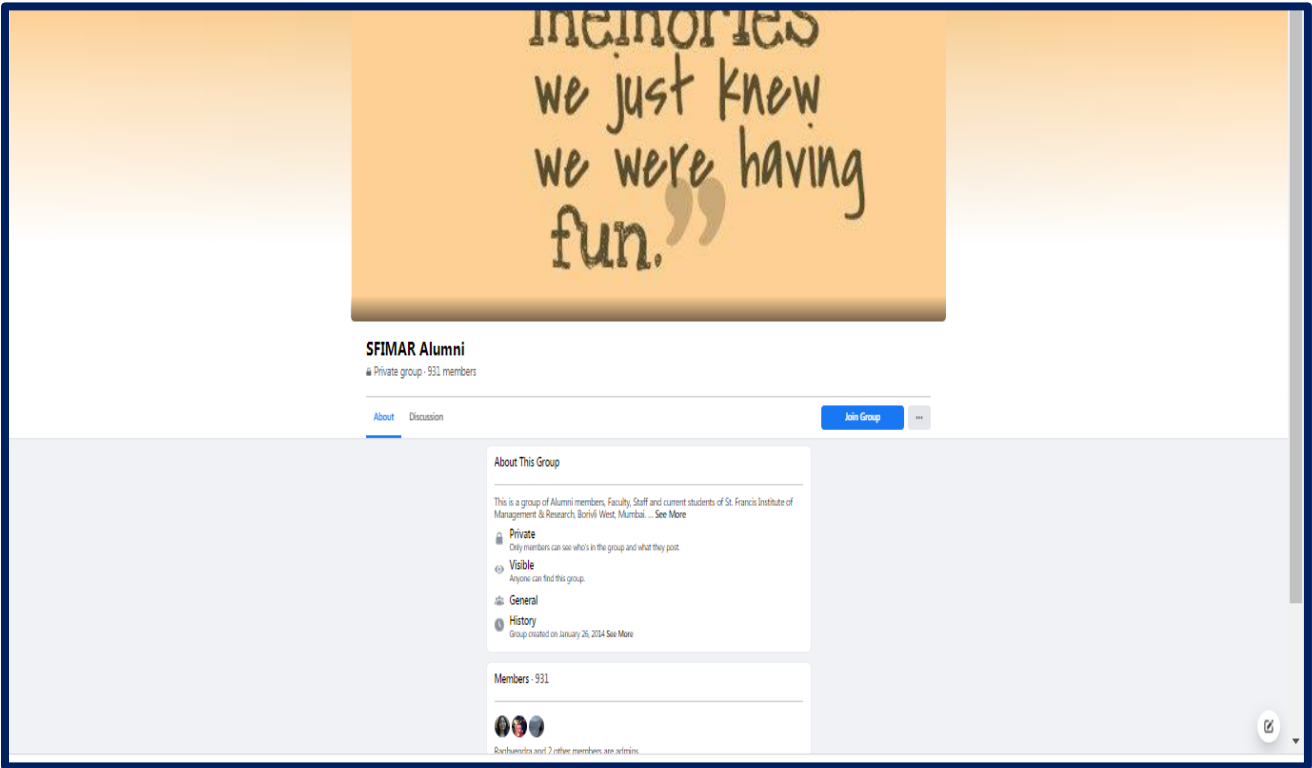 memories
we just knew
we were having
fun.”
SFIMAR Alumni
Private group · 931 members
About Discussion
Join Group
...
About This Group
This is a group of Alumni members, Faculty, Staff and current students of St. Francis Institute of
Management & Research, Borivli West, Mumbai. ... See More
Private
Only members can see who's in the group and what they post.
Visible
Anyone can find this group.
General
History
Group created on January 26, 2014 See More
Members · 931
Raghvendra and 2 other members are admins.